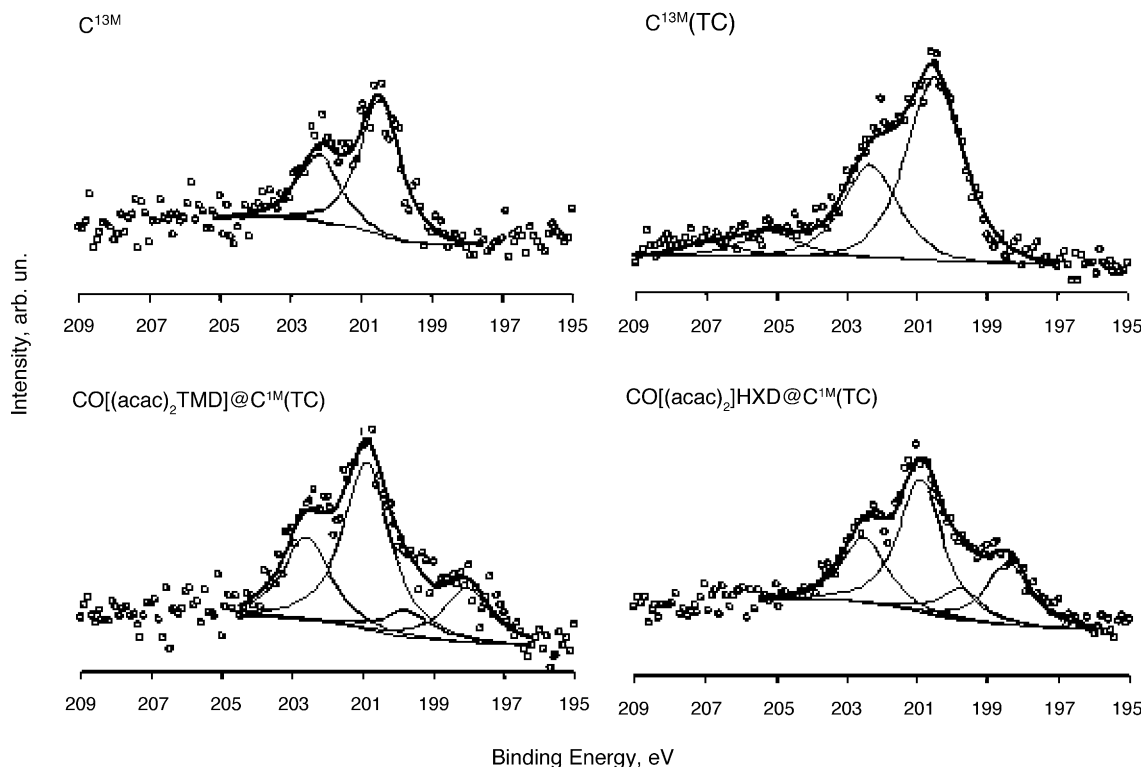 C¹³ᴹ
C¹³ᴹ(TC)
209 207 205 203 201 199 197 195
209 207 205 203 201 199 197 195
Intensity, arb. un.
CO[(acac)₂TMD]@C¹ᴹ(TC)
CO[(acac)₂]HXD@C¹ᴹ(TC)
209 207 205 203 201 199 197 195
209 207 205 203 201 199 197 195
Binding Energy, eV